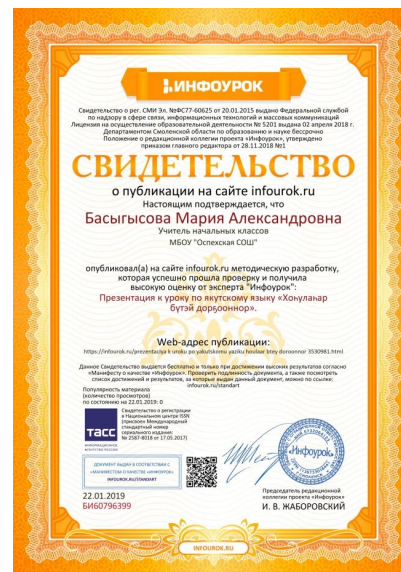 ИНФОУРОК
Свидетельство о рег. СМИ Эл. №ФС77-60625 от 20.01.2015 выдано Федеральной службой
по надзору в сфере связи, информационных технологий и массовых коммуникаций
Лицензия на осуществление образовательной деятельности № 5201 выдана 02 апреля 2018 г.
Департаментом Смоленской области по образованию и науке бессрочно
Положение о редакционной коллегии проекта «Инфоурок», утверждено
приказом главного редактора от 28.11.2018 №1
СВИДЕТЕЛЬСТВО
о публикации на сайте infourok.ru
Настоящим подтверждается, что
Басыгысова Мария Александровна
Учитель начальных классов
МБОУ "Оспехская СОШ"
опубликовал(а) на сайте infourok.ru методическую разработку,
которая успешно прошла проверку и получила
высокую оценку от эксперта "Инфоурок":
Презентация к уроку по якутскому языку «Хоҥулаһар
бүтэй дорҕооннор».
Web-адрес публикации:
https://infourok.ru/prezentaciya k uroku po yakutskomu yaziku houlaar btey donoonnor 3530981.html
Данное Свидетельство выдается бесплатно и только при достижении высоких результатов согласно
«Манифесту о качестве «Инфоурок». Проверить подлинность документа, а также посмотреть
список достижений и результатов, за которые выдан данный документ, можно по ссылке:
infourok.ru/standart
Популярность материала
(количество просмотров)
по состоянию на 22.01.2019: 0
ТАСС
ИНФОРМАЦИОННОЕ
АГЕНТСТВО РОССИИ
Свидетельство о регистрации
в Национальном центре ISSN
(присвоен Международный
стандартный номер
сериального издания:
№ 2587-8018 от 17.05.2017)
ДОКУМЕНТ ВЫДАН В СООТВЕТСТВИИ С
«МАНИФЕСТОМ О КАЧЕСТВЕ «ИНФОУРОК»
INFOUROK.RU/STANDART
22.01.2019
БИ60796399
«Инфоурок»
Председатель редакционной
коллегии проекта «Инфоурок»
И. В. ЖАБОРОВСКИЙ
INFOUROK.RU